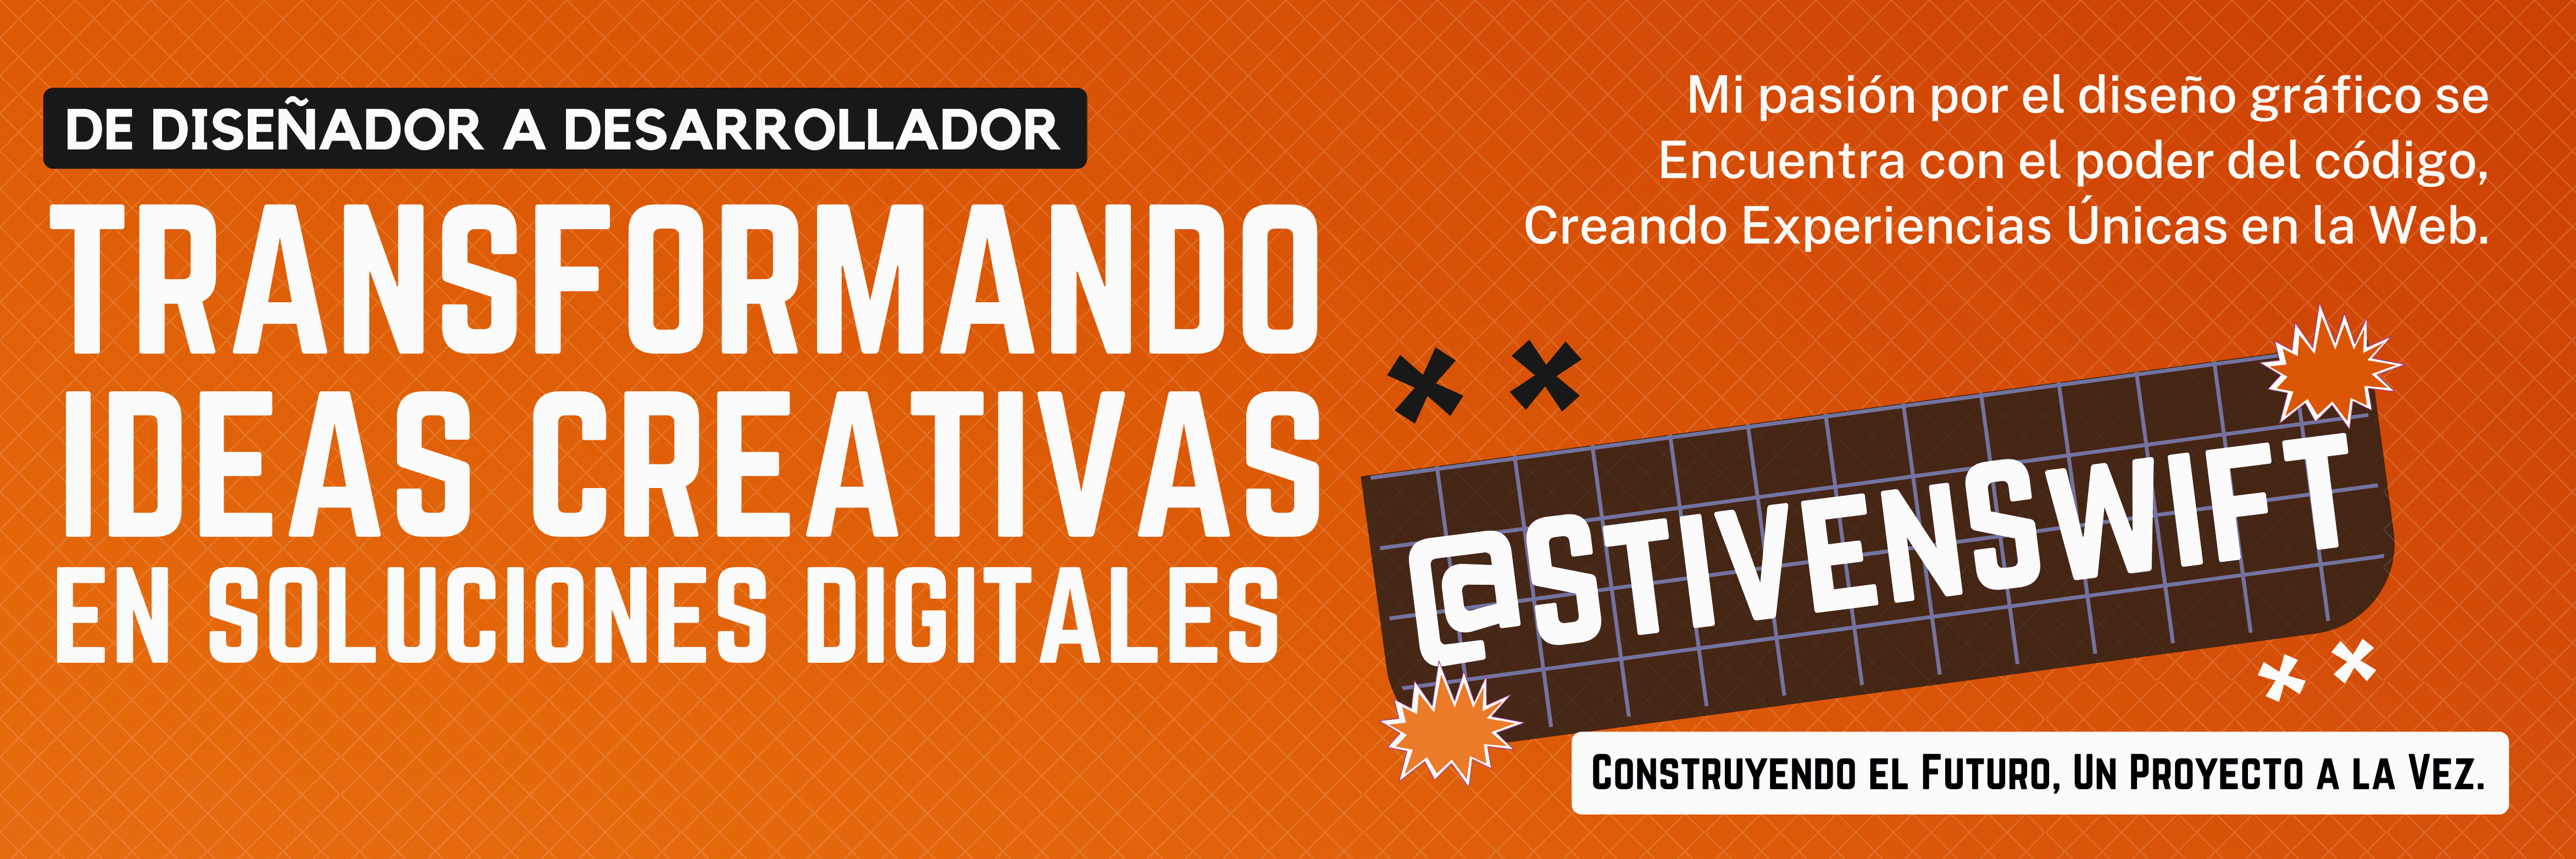 DE DISEÑADOR A DESARROLLADOR
TRANSFORMANDO
IDEAS CREATIVAS
EN SOLUCIONES DIGITALES
Mi pasión por el diseño gráfico se
Encuentra con el poder del código,
Creando Experiencias Únicas en la Web.
@STIVENSWIFT
Construyendo el Futuro, Un Proyecto a la Vez.